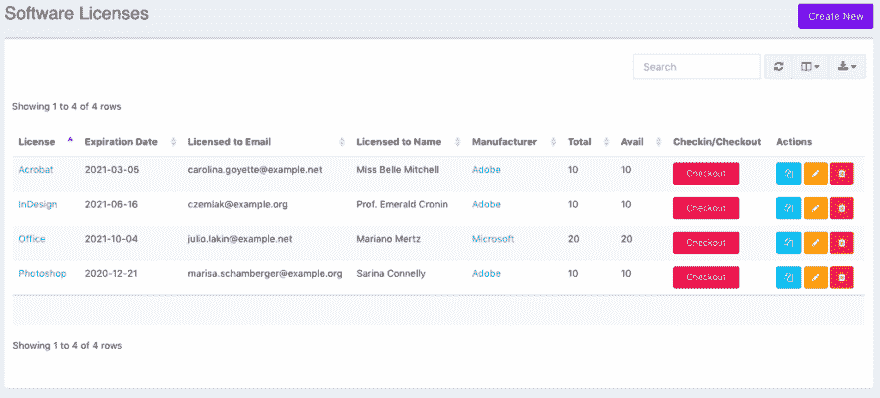 Software Licenses
Create New
Search
Showing 1 to 4 of 4 rows
License Expiration Date Licensed to Email Licensed to Name Manufacturer Total Avail Checkin/Checkout Actions
Acrobat 2021-03-05 carolina.goyette@example.net Miss Belle Mitchell Adobe 10 10 Checkout
InDesign 2021-06-16 czemiak@example.org Prof. Emerald Cronin Adobe 10 10 Checkout
Office 2021-10-04 julio.lakin@example.net Mariano Mertz Microsoft 20 20 Checkout
Photoshop 2020-12-21 marisa.schamberger@example.org Sarina Connelly Adobe 10 10 Checkout
Showing 1 to 4 of 4 rows